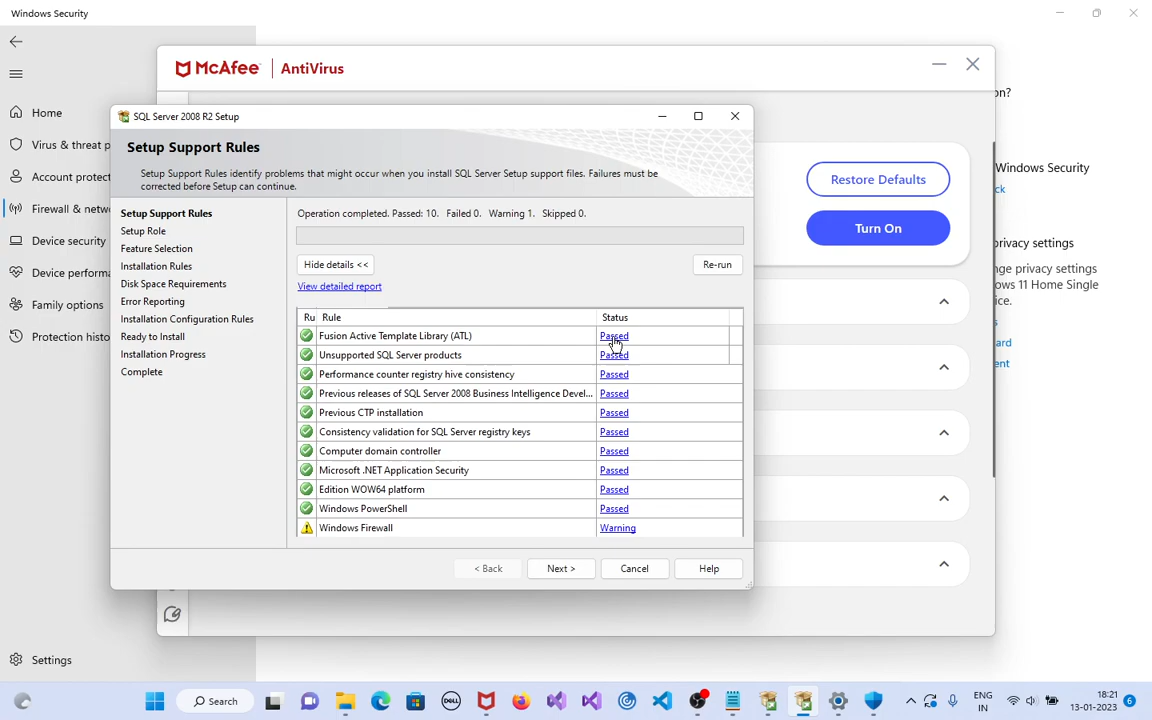 Windows Security
McAfee | AntiVirus
on?
Home
Virus & threat p
Account protect
Firewall & netwo
Device security
Device performa
Family options
Protection histo
Settings
SQL Server 2008 R2 Setup
Setup Support Rules
Setup Support Rules identify problems that might occur when you install SQL Server Setup support files. Failures must be
corrected before Setup can continue.
Setup Support Rules
Setup Role
Feature Selection
Installation Rules
Disk Space Requirements
Error Reporting
Installation Configuration Rules
Ready to Install
Installation Progress
Complete
Operation completed. Passed: 10. Failed 0. Warning 1. Skipped 0.
Hide details <<
Re-run
View detailed report
Ru Rule Status
Fusion Active Template Library (ATL) Passed
Unsupported SQL Server products Passed
Performance counter registry hive consistency Passed
Previous releases of SQL Server 2008 Business Intelligence Devel... Passed
Previous CTP installation Passed
Consistency validation for SQL Server registry keys Passed
Computer domain controller Passed
Microsoft .NET Application Security Passed
Edition WOW64 platform Passed
Windows PowerShell Passed
Windows Firewall Warning
< Back
Next >
Cancel
Help
Restore Defaults
Turn On
Windows Security
ck
rivacy settings
nge privacy settings
ows 11 Home Single
ice.
s
ard
ent
Search
DELL
ENG
IN
18:21
13-01-2023
6